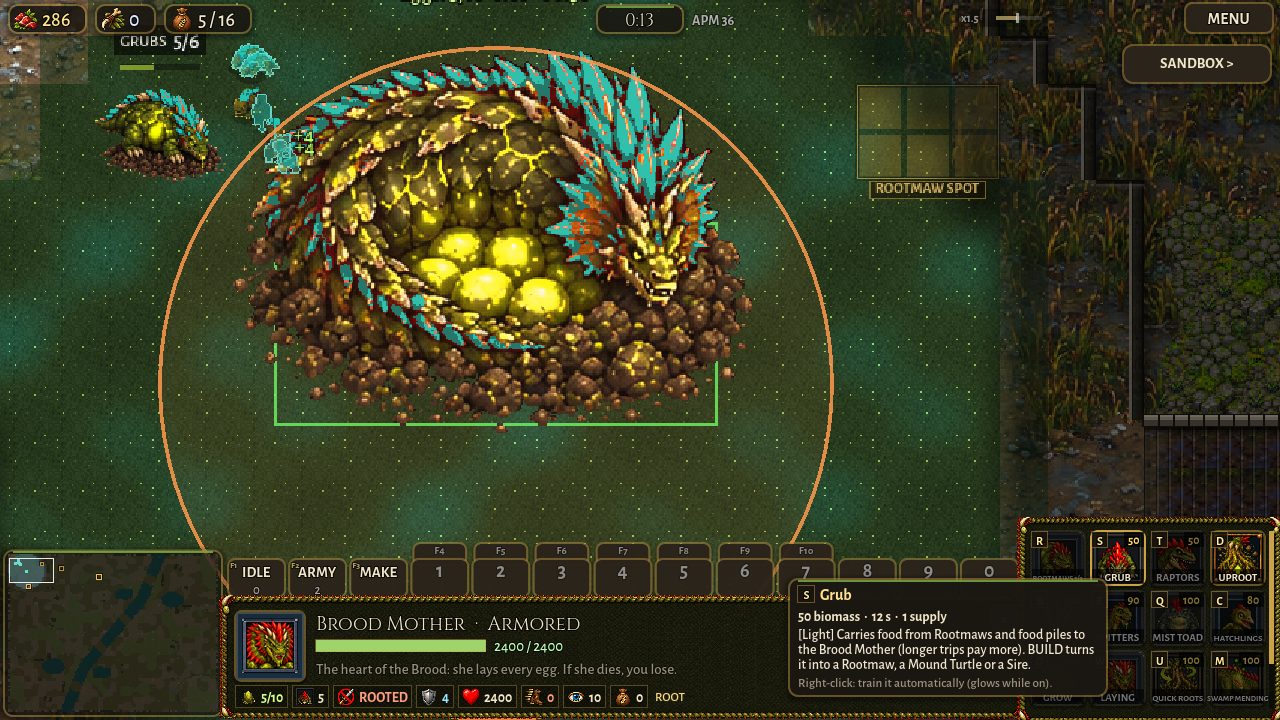 286
0
5/16
0:13
APM 36
x1.5
MENU
SANDBOX >
GRUBS 5/6
+4
+4
ROOTMAW SPOT
F1 IDLE 0
F2 ARMY 2
F3 MAKE
F4 1
F5 2
F6 3
F7 4
F8 5
F9 6
F10 7
8
9
0
BROOD MOTHER · ARMORED
2400 / 2400
The heart of the Brood: she lays every egg. If she dies, you lose.
5/10
5
ROOTED
4
2400
0
10
0
ROOT
S Grub
50 biomass · 12 s · 1 supply
[Light] Carries food from Rootmaws and food piles to
the Brood Mother (longer trips pay more). BUILD turns
it into a Rootmaw, a Mound Turtle or a Sire.
Right-click: train it automatically (glows while on).
R
S 50
GRUB
T 50
RAPTORS
D
UPROOT
90
Q 100
MIST TOAD
C 80
HATCHLINGS
GROW
LAYING
U 100
QUICK ROOTS
M 100
SWAMP MENDING